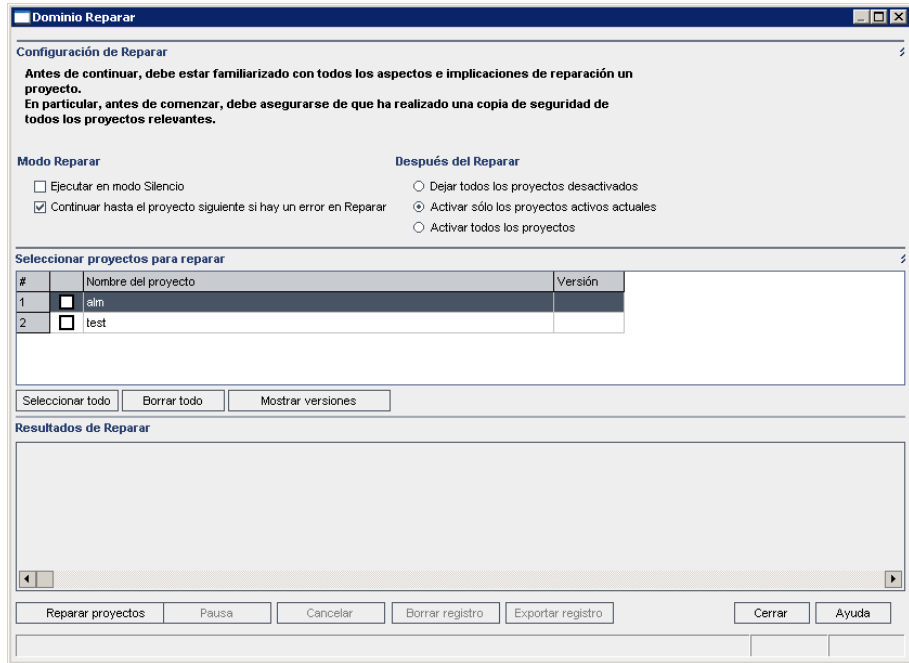 Dominio Reparar
Configuración de Reparar
Antes de continuar, debe estar familiarizado con todos los aspectos e implicaciones de reparación un
proyecto.
En particular, antes de comenzar, debe asegurarse de que ha realizado una copia de seguridad de
todos los proyectos relevantes.
Modo Reparar
Ejecutar en modo Silencio
Continuar hasta el proyecto siguiente si hay un error en Reparar
Después del Reparar
Dejar todos los proyectos desactivados
Activar sólo los proyectos activos actuales
Activar todos los proyectos
Seleccionar proyectos para reparar
# Nombre del proyecto Versión
1 alm
2 test
Seleccionar todo Borrar todo Mostrar versiones
Resultados de Reparar
Reparar proyectos Pausa Cancelar Borrar registro Exportar registro Cerrar Ayuda